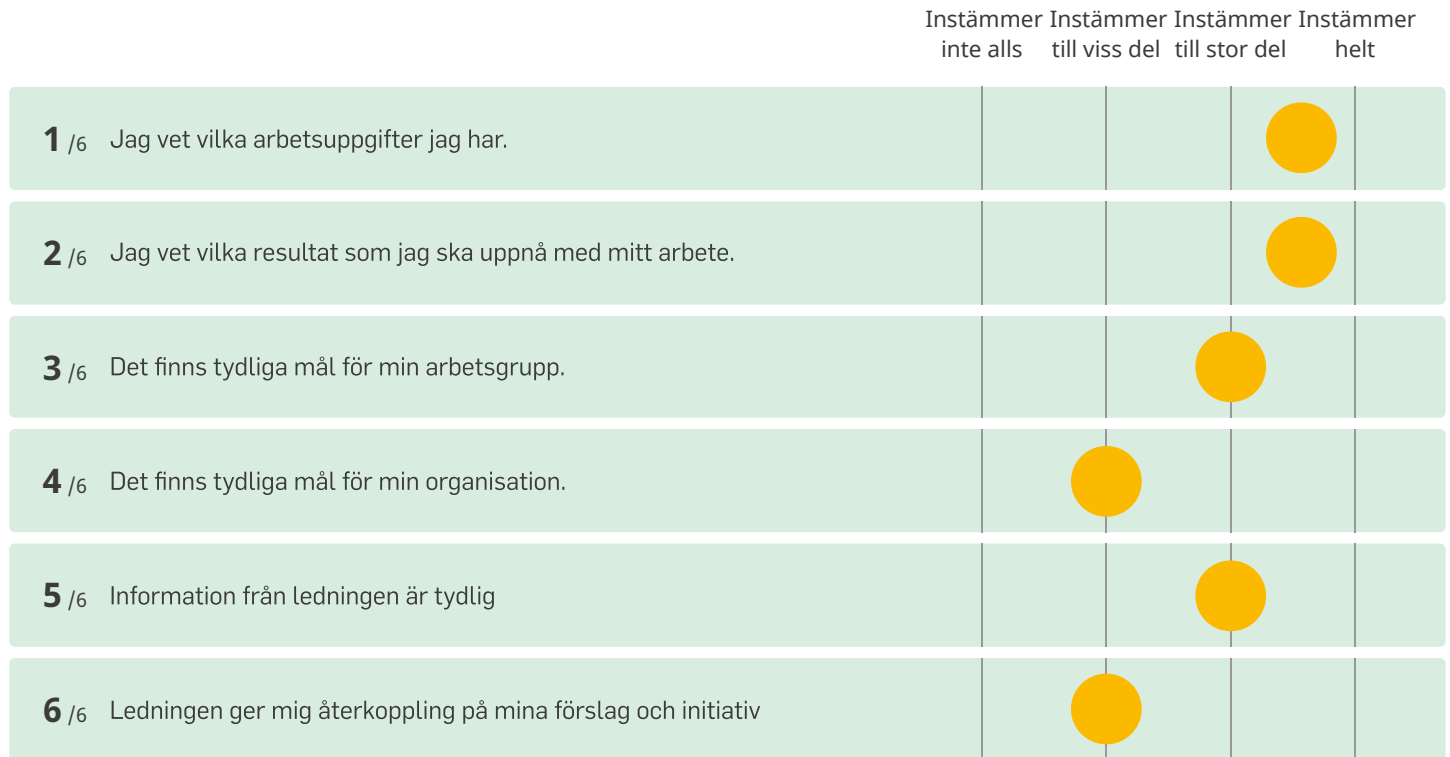 Instämmer Instämmer Instämmer Instämmer
inte alls till viss del till stor del helt
1 /6 Jag vet vilka arbetsuppgifter jag har.
2 /6 Jag vet vilka resultat som jag ska uppnå med mitt arbete.
3 /6 Det finns tydliga mål för min arbetsgrupp.
4 /6 Det finns tydliga mål för min organisation.
5 /6 Information från ledningen är tydlig
6 /6 Ledningen ger mig återkoppling på mina förslag och initiativ